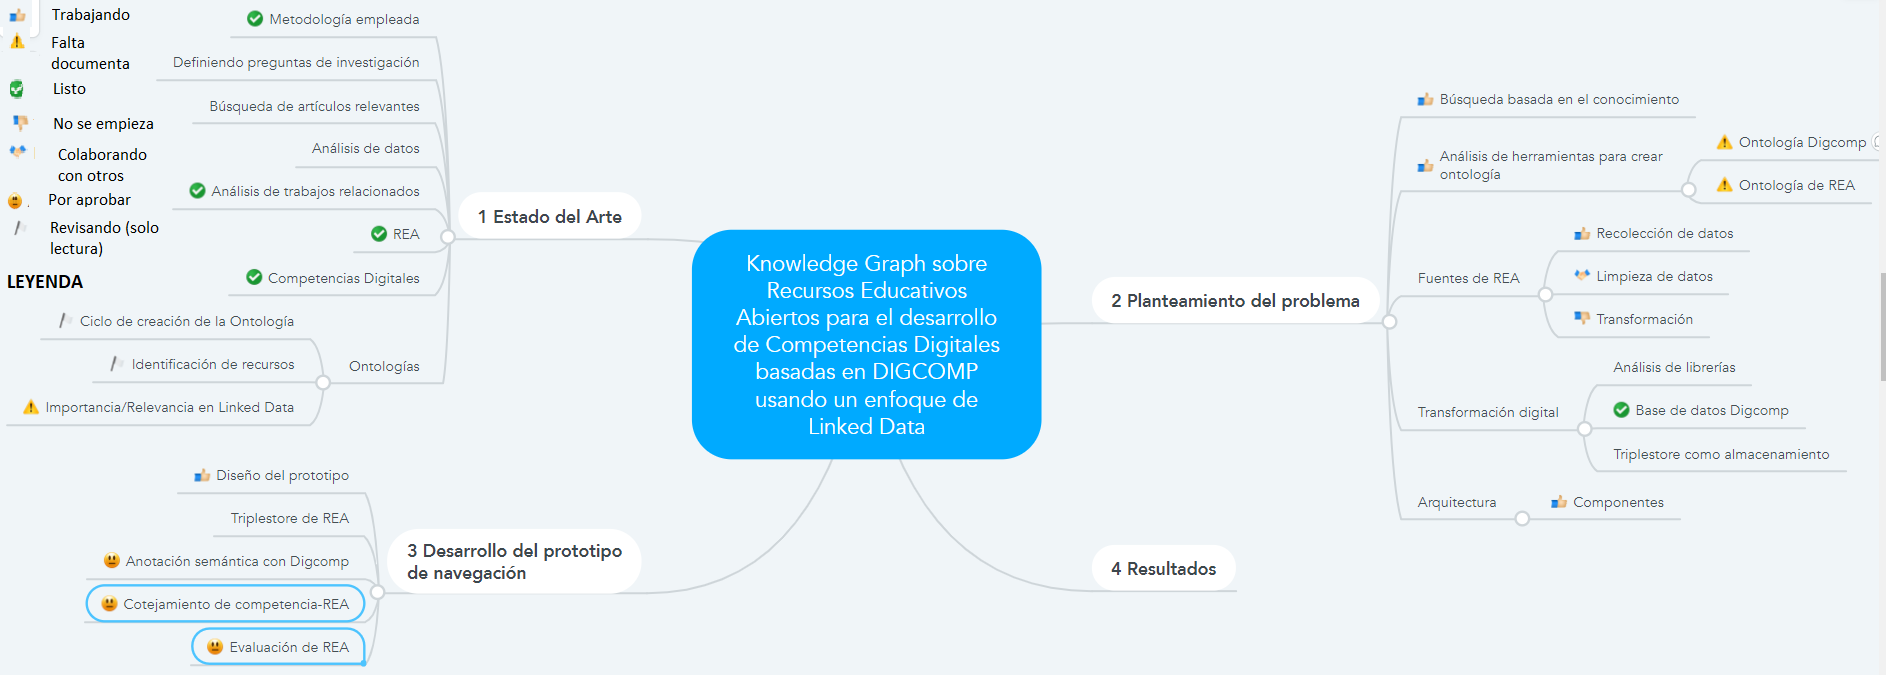 Trabajando
Falta
documenta
Listo
No se empieza
Colaborando
con otros
Por aprobar
Revisando (solo
lectura)
LEYENDA
Metodología empleada
Definiendo preguntas de investigación
Búsqueda de artículos relevantes
Análisis de datos
Análisis de trabajos relacionados
REA
Competencias Digitales
Ciclo de creación de la Ontología
Identificación de recursos
Importancia/Relevancia en Linked Data
Ontologías
1 Estado del Arte
Knowledge Graph sobre
Recursos Educativos
Abiertos para el desarrollo
de Competencias Digitales
basadas en DIGCOMP
usando un enfoque de
Linked Data
2 Planteamiento del problema
Búsqueda basada en el conocimiento
Análisis de herramientas para crear
ontología
Ontología Digcomp
Ontología de REA
Fuentes de REA
Recolección de datos
Limpieza de datos
Transformación
Transformación digital
Análisis de librerías
Base de datos Digcomp
Triplestore como almacenamiento
Arquitectura
Componentes
3 Desarrollo del prototipo
de navegación
Diseño del prototipo
Triplestore de REA
Anotación semántica con Digcomp
Cotejamiento de competencia-REA
Evaluación de REA
4 Resultados